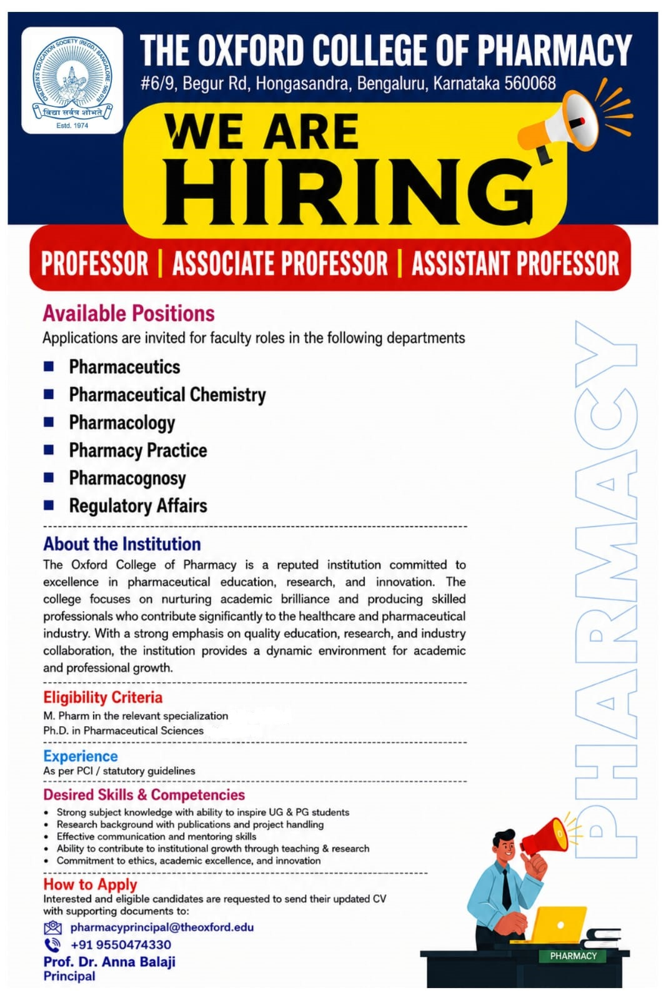 CHILDREN'S EDUCATION SOCIETY (REGD.) BANGALORE - 560 078
विद्या सर्वत्र शोभते
Estd. 1974
THE OXFORD COLLEGE OF PHARMACY
#6/9, Begur Rd, Hongasandra, Bengaluru, Karnataka 560068
WE ARE
HIRING
PROFESSOR | ASSOCIATE PROFESSOR | ASSISTANT PROFESSOR
Available Positions
Applications are invited for faculty roles in the following departments
Pharmaceutics
Pharmaceutical Chemistry
Pharmacology
Pharmacy Practice
Pharmacognosy
Regulatory Affairs
About the Institution
The Oxford College of Pharmacy is a reputed institution committed to
excellence in pharmaceutical education, research, and innovation. The
college focuses on nurturing academic brilliance and producing skilled
professionals who contribute significantly to the healthcare and pharmaceutical
industry. With a strong emphasis on quality education, research, and industry
collaboration, the institution provides a dynamic environment for academic
and professional growth.
Eligibility Criteria
M. Pharm in the relevant specialization
Ph.D. in Pharmaceutical Sciences
Experience
As per PCI / statutory guidelines
Desired Skills & Competencies
• Strong subject knowledge with ability to inspire UG & PG students
• Research background with publications and project handling
• Effective communication and mentoring skills
• Ability to contribute to institutional growth through teaching & research
• Commitment to ethics, academic excellence, and innovation
How to Apply
Interested and eligible candidates are requested to send their updated CV
with supporting documents to:
pharmacyprincipal@theoxford.edu
+91 9550474330
Prof. Dr. Anna Balaji
Principal
PHARMACY
PHARMACY